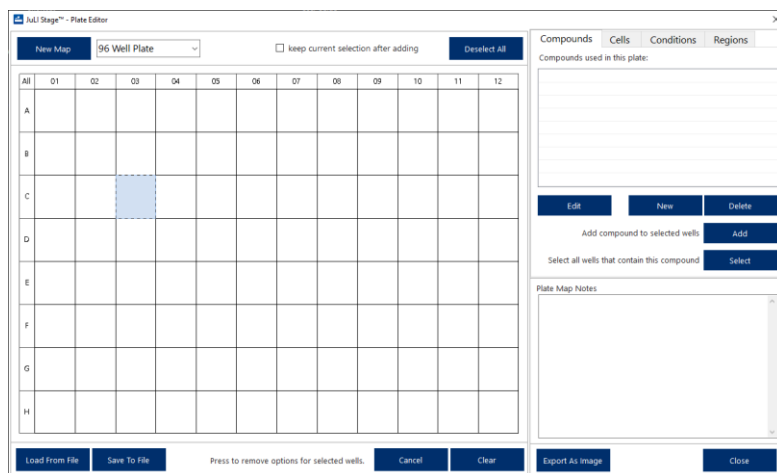 JuLI Stage™ - Plate Editor
New Map
96 Well Plate
keep current selection after adding
Deselect All
All 01 02 03 04 05 06 07 08 09 10 11 12
A
B
C
D
E
F
G
H
Load From File
Save To File
Press to remove options for selected wells.
Cancel
Clear
Compounds Cells Conditions Regions
Compounds used in this plate:
Edit
New
Delete
Add compound to selected wells
Add
Select all wells that contain this compound
Select
Plate Map Notes
Export As Image
Close